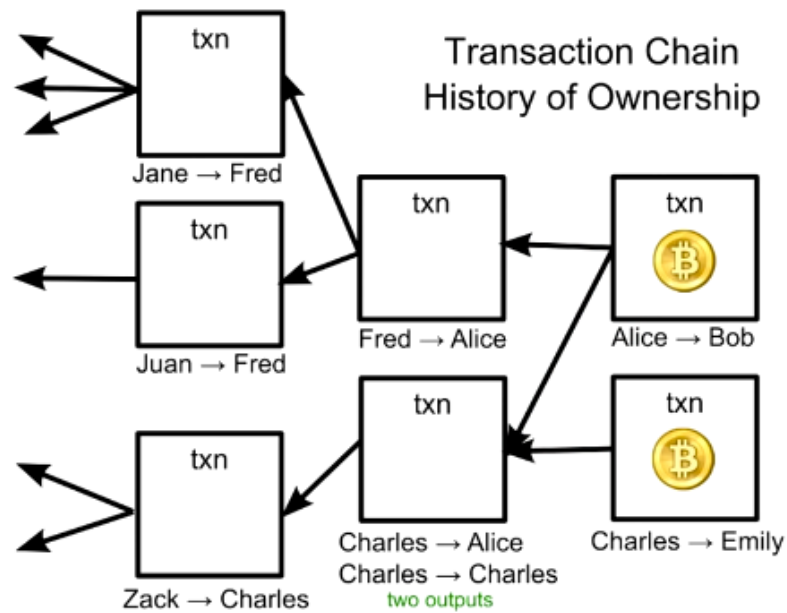 Transaction Chain
History of Ownership
txn
Jane → Fred
txn
Juan → Fred
txn
Zack → Charles
txn
Fred → Alice
txn
Charles → Alice
Charles → Charles
two outputs
txn
₿
Alice → Bob
txn
₿
Charles → Emily